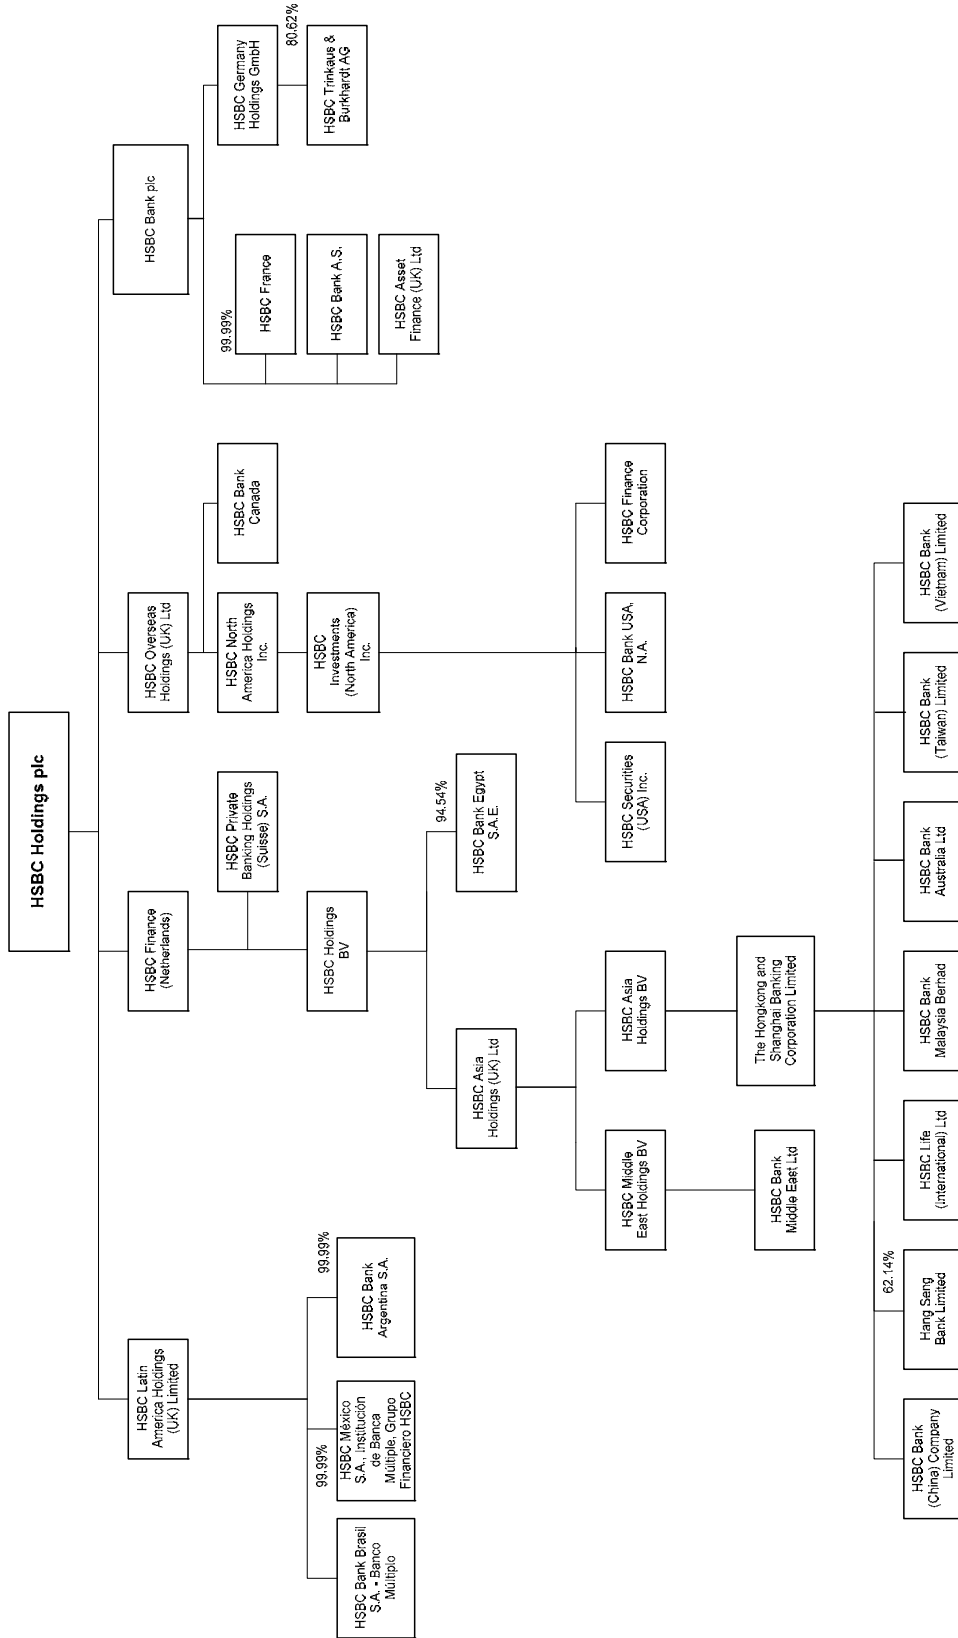 HSBC Holdings plc
HSBC Latin
America Holdings
(UK) Limited
HSBC Finance
(Netherlands)
HSBC Overseas
Holdings (UK) Ltd
HSBC Bank plc
HSBC Private
Banking Holdings
(Suisse) S.A.
HSBC North
America Holdings
Inc.
HSBC Bank
Canada
99.99%
HSBC France
HSBC Germany
Holdings GmbH
99.99%
99.99%
80.62%
HSBC Bank Brasil
S.A. - Banco
Múltiplo
HSBC México
S.A., Institución
de Banca
Múltiple, Grupo
Financiero HSBC
HSBC Bank
Argentina S.A.
HSBC Holdings
BV
HSBC
Investments
(North America)
Inc.
HSBC Bank A.S.
HSBC Trinkaus &
Burkhardt AG
HSBC Asset
Finance (UK) Ltd
94.54%
HSBC Asia
Holdings (UK) Ltd
HSBC Bank Egypt
S.A.E.
HSBC Middle
East Holdings BV
HSBC Asia
Holdings BV
HSBC Securities
(USA) Inc.
HSBC Bank USA,
N.A.
HSBC Finance
Corporation
HSBC Bank
Middle East Ltd
The Hongkong and
Shanghai Banking
Corporation Limited
62.14%
HSBC Bank
(China) Company
Limited
Hang Seng
Bank Limited
HSBC Life
(International) Ltd
HSBC Bank
Malaysia Berhad
HSBC Bank
Australia Ltd
HSBC Bank
(Taiwan) Limited
HSBC Bank
(Vietnam) Limited